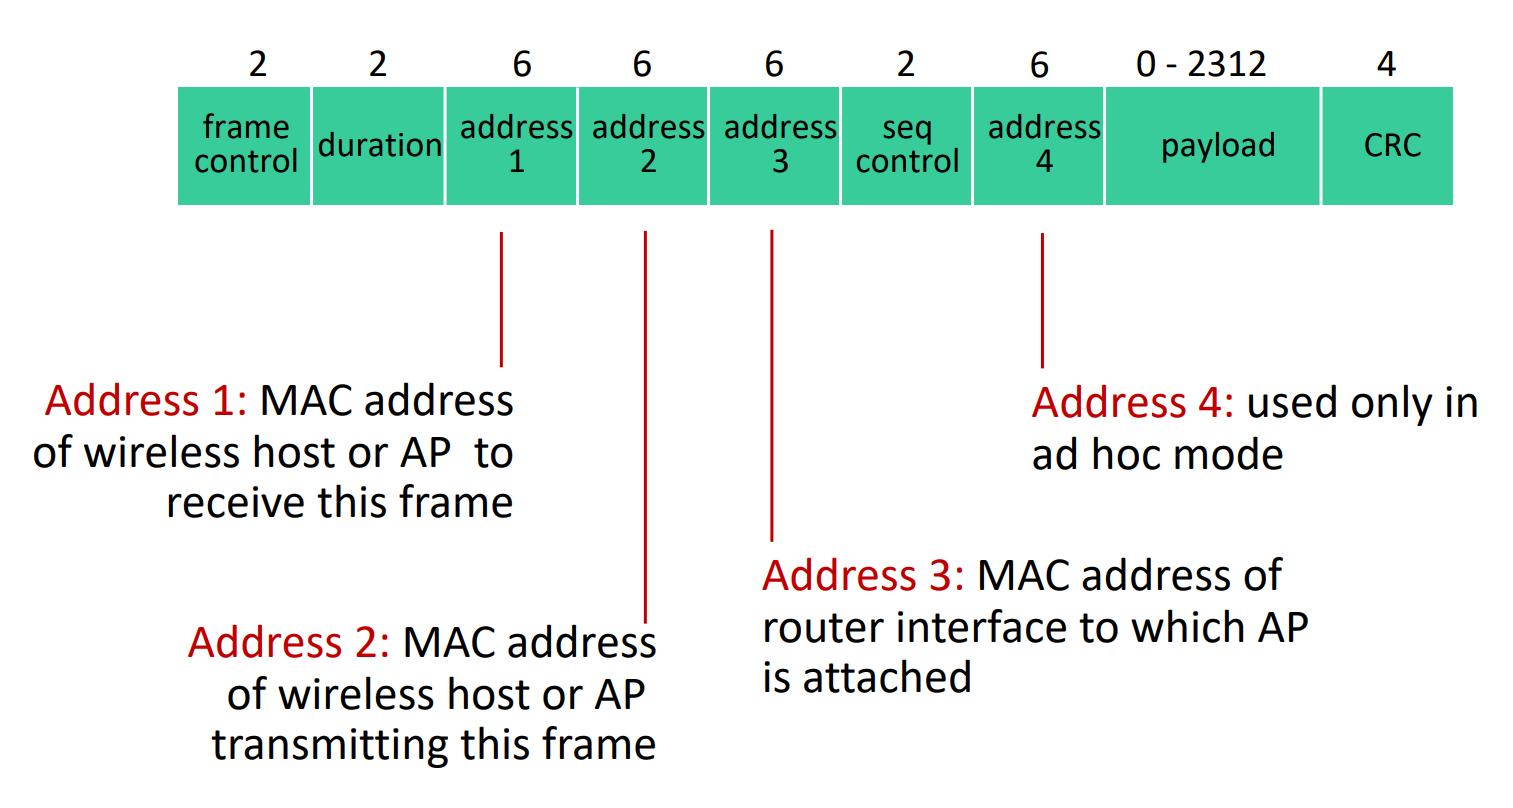 2 2 6 6 6 2 6 0 - 2312 4
frame control
duration
address 1
address 2
address 3
seq control
address 4
payload
CRC
Address 1: MAC address
of wireless host or AP to
receive this frame
Address 2: MAC address
of wireless host or AP
transmitting this frame
Address 3: MAC address of
router interface to which AP
is attached
Address 4: used only in
ad hoc mode